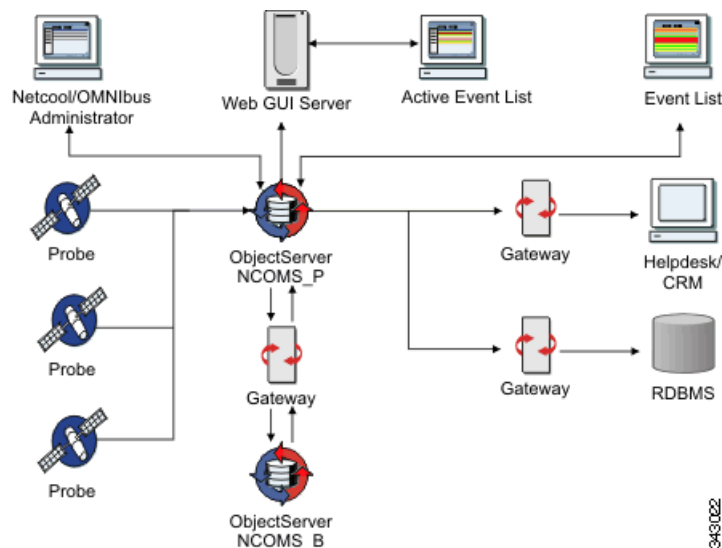 Netcool/OMNIbus
Administrator
Web GUI Server
Active Event List
Event List
Probe
ObjectServer
NCOMS_P
Gateway
Helpdesk/
CRM
Probe
Gateway
Gateway
RDBMS
Probe
ObjectServer
NCOMS_B
343022